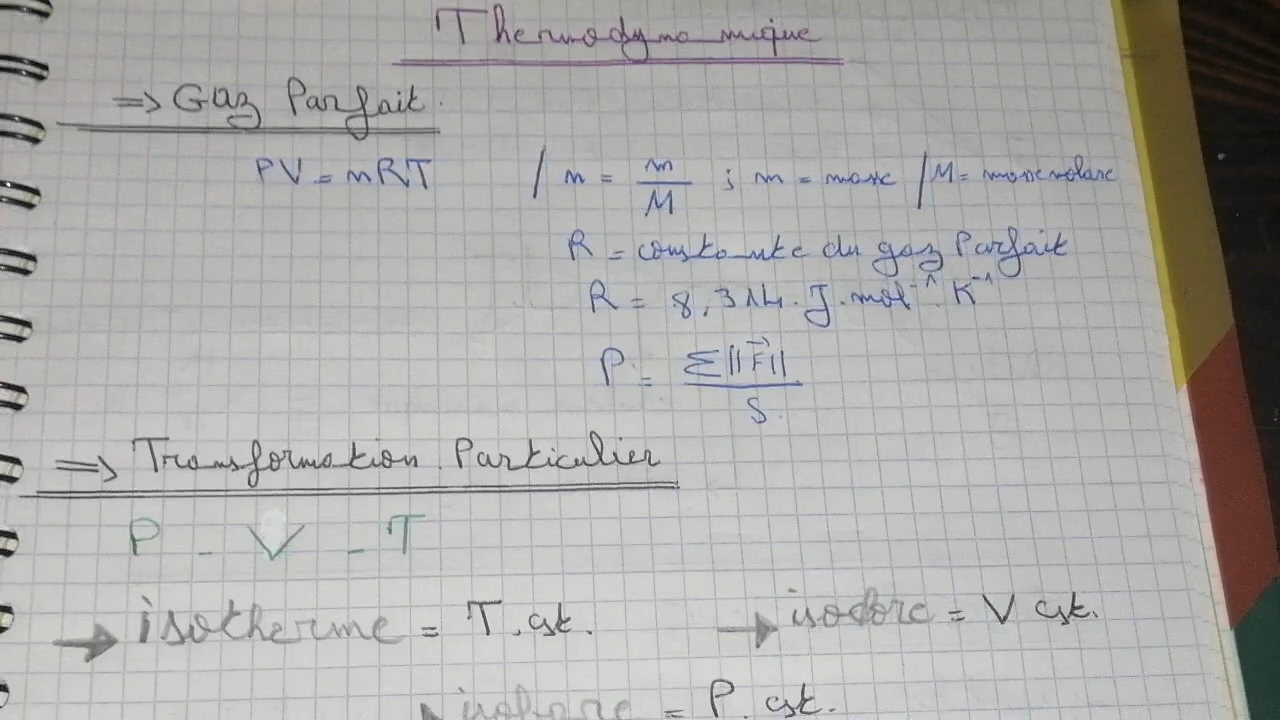 Thermodynamique
=> Gaz Parfait.
PV = nRT / n = m/M ; m = masse / M = masse molaire
R = constante du gaz Parfait
R = 8,314. J.mol⁻¹.K⁻¹
P = Σ||F⃗||/S.
=> Transformation Particulier
P - V - T
→ isotherme = T.cst. → isochore = V cst.
→ isobare = P. cst.